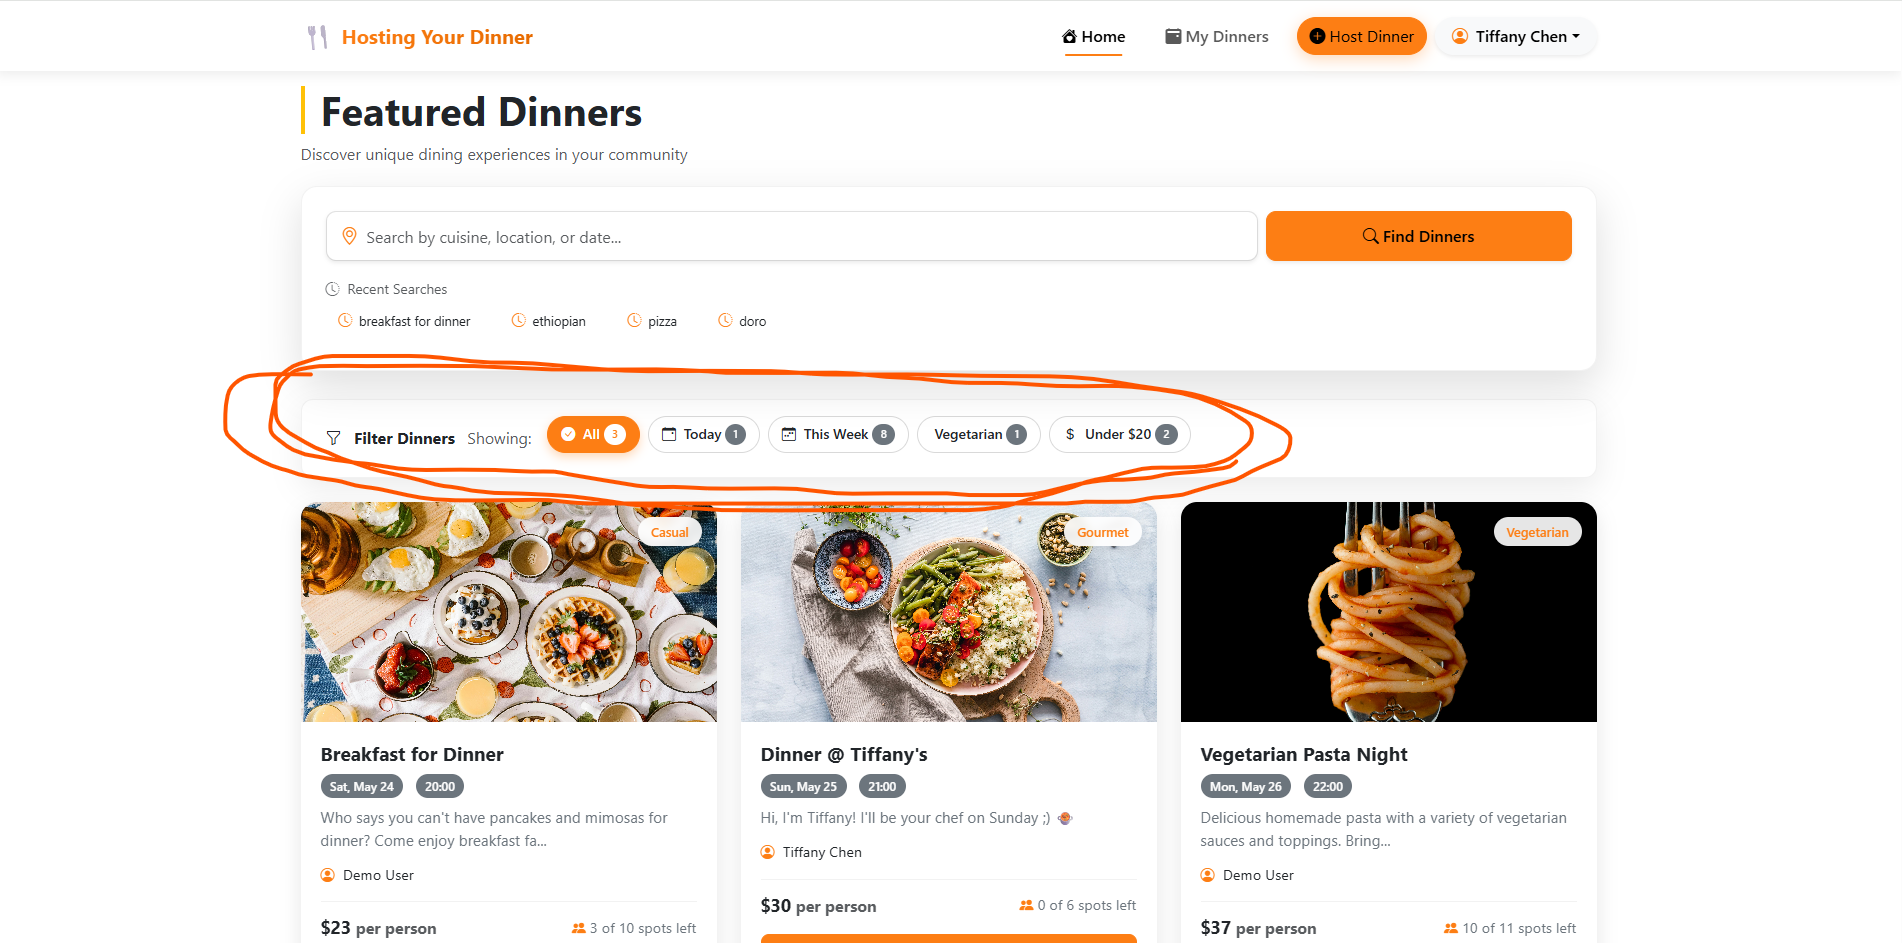 Hosting Your Dinner
Home
My Dinners
Host Dinner
Tiffany Chen
Featured Dinners
Discover unique dining experiences in your community
Search by cuisine, location, or date...
Find Dinners
Recent Searches
breakfast for dinner
ethiopian
pizza
doro
Filter Dinners Showing:
All 3
Today 1
This Week 8
Vegetarian 1
$ Under $20 2
Casual
Breakfast for Dinner
Sat, May 24 20:00
Who says you can't have pancakes and mimosas for
dinner? Come enjoy breakfast fa...
Demo User
$23 per person
3 of 10 spots left
Gourmet
Dinner @ Tiffany's
Sun, May 25 21:00
Hi, I'm Tiffany! I'll be your chef on Sunday ;)
Tiffany Chen
$30 per person
0 of 6 spots left
Vegetarian
Vegetarian Pasta Night
Mon, May 26 22:00
Delicious homemade pasta with a variety of vegetarian
sauces and toppings. Bring...
Demo User
$37 per person
10 of 11 spots left